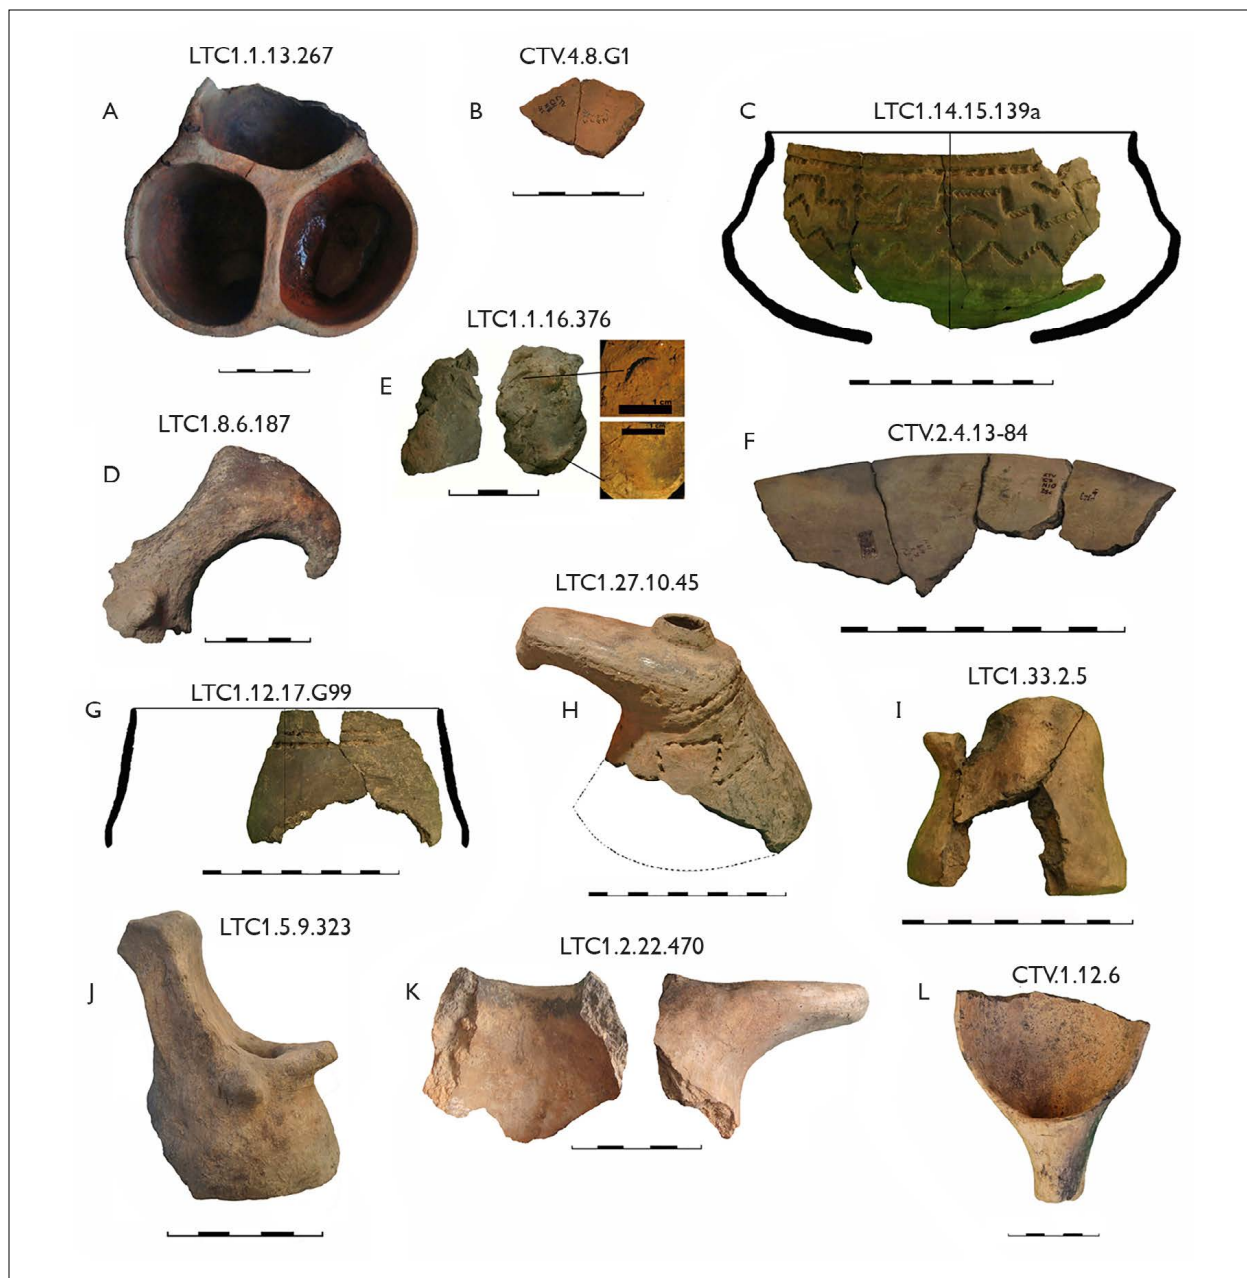 LTC1.1.13.267
CTV.4.8.G1
A
B
C
LTC1.14.15.139a
LTC1.1.16.376
E
1 cm
1 cm
LTC1.8.6.187
D
F
CTV.2.4.13-84
LTC1.27.10.45
LTC1.12.17.G99
G
H
LTC1.33.2.5
I
LTC1.5.9.323
J
LTC1.2.22.470
K
CTV.1.12.6
L